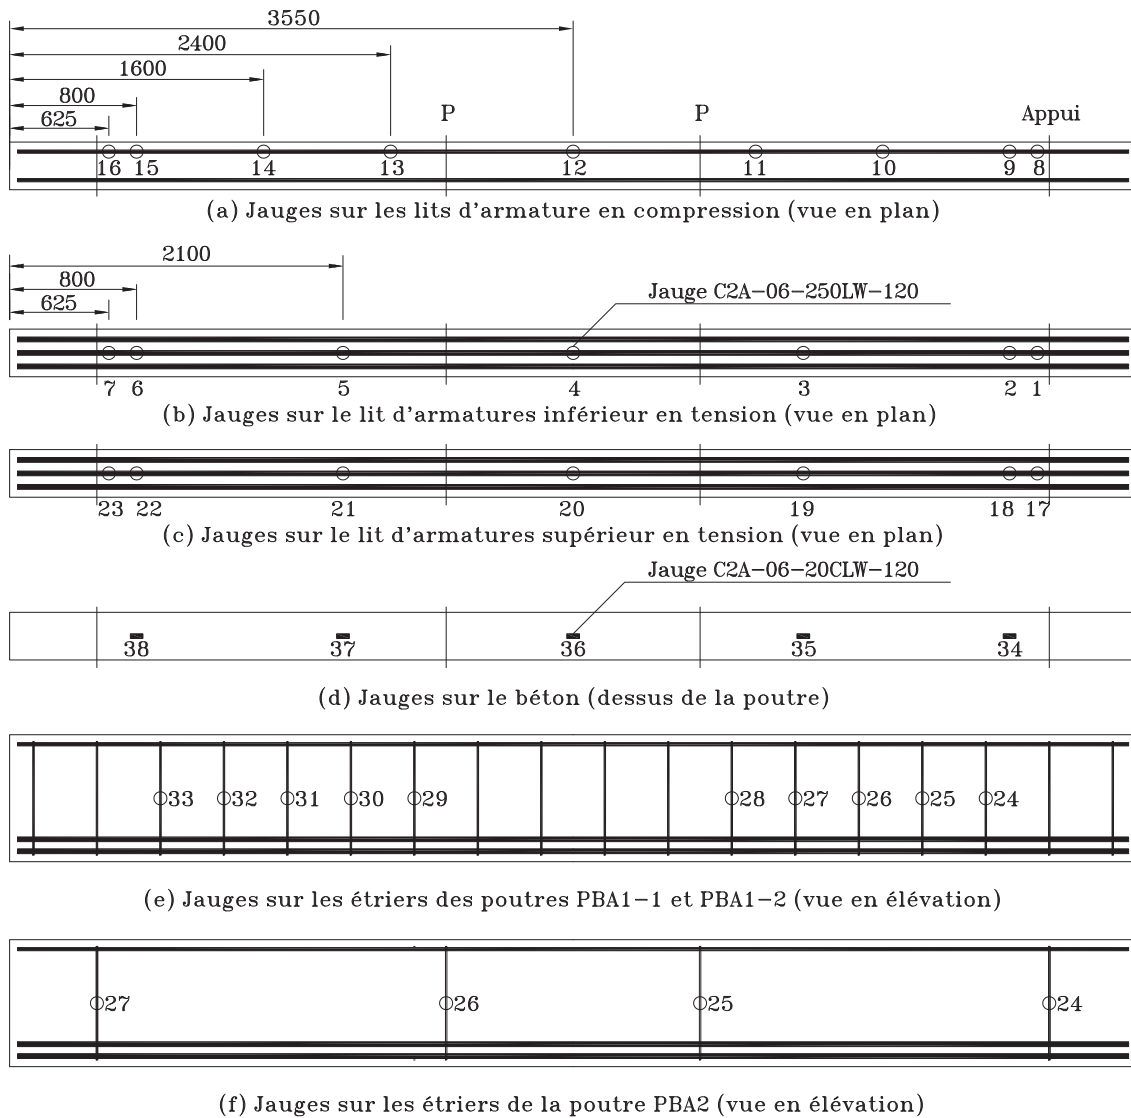 3550
2400
1600
800
625
P P Appui
16 15 14 13 12 11 10 9 8
(a) Jauges sur les lits d'armature en compression (vue en plan)
2100
800
625
Jauge C2A-06-250LW-120
7 6 5 4 3 2 1
(b) Jauges sur le lit d'armatures inférieur en tension (vue en plan)
23 22 21 20 19 18 17
(c) Jauges sur le lit d'armatures supérieur en tension (vue en plan)
Jauge C2A-06-20CLW-120
38 37 36 35 34
(d) Jauges sur le béton (dessus de la poutre)
33 32 31 30 29 28 27 26 25 24
(e) Jauges sur les étriers des poutres PBA1-1 et PBA1-2 (vue en élévation)
27 26 25 24
(f) Jauges sur les étriers de la poutre PBA2 (vue en élévation)